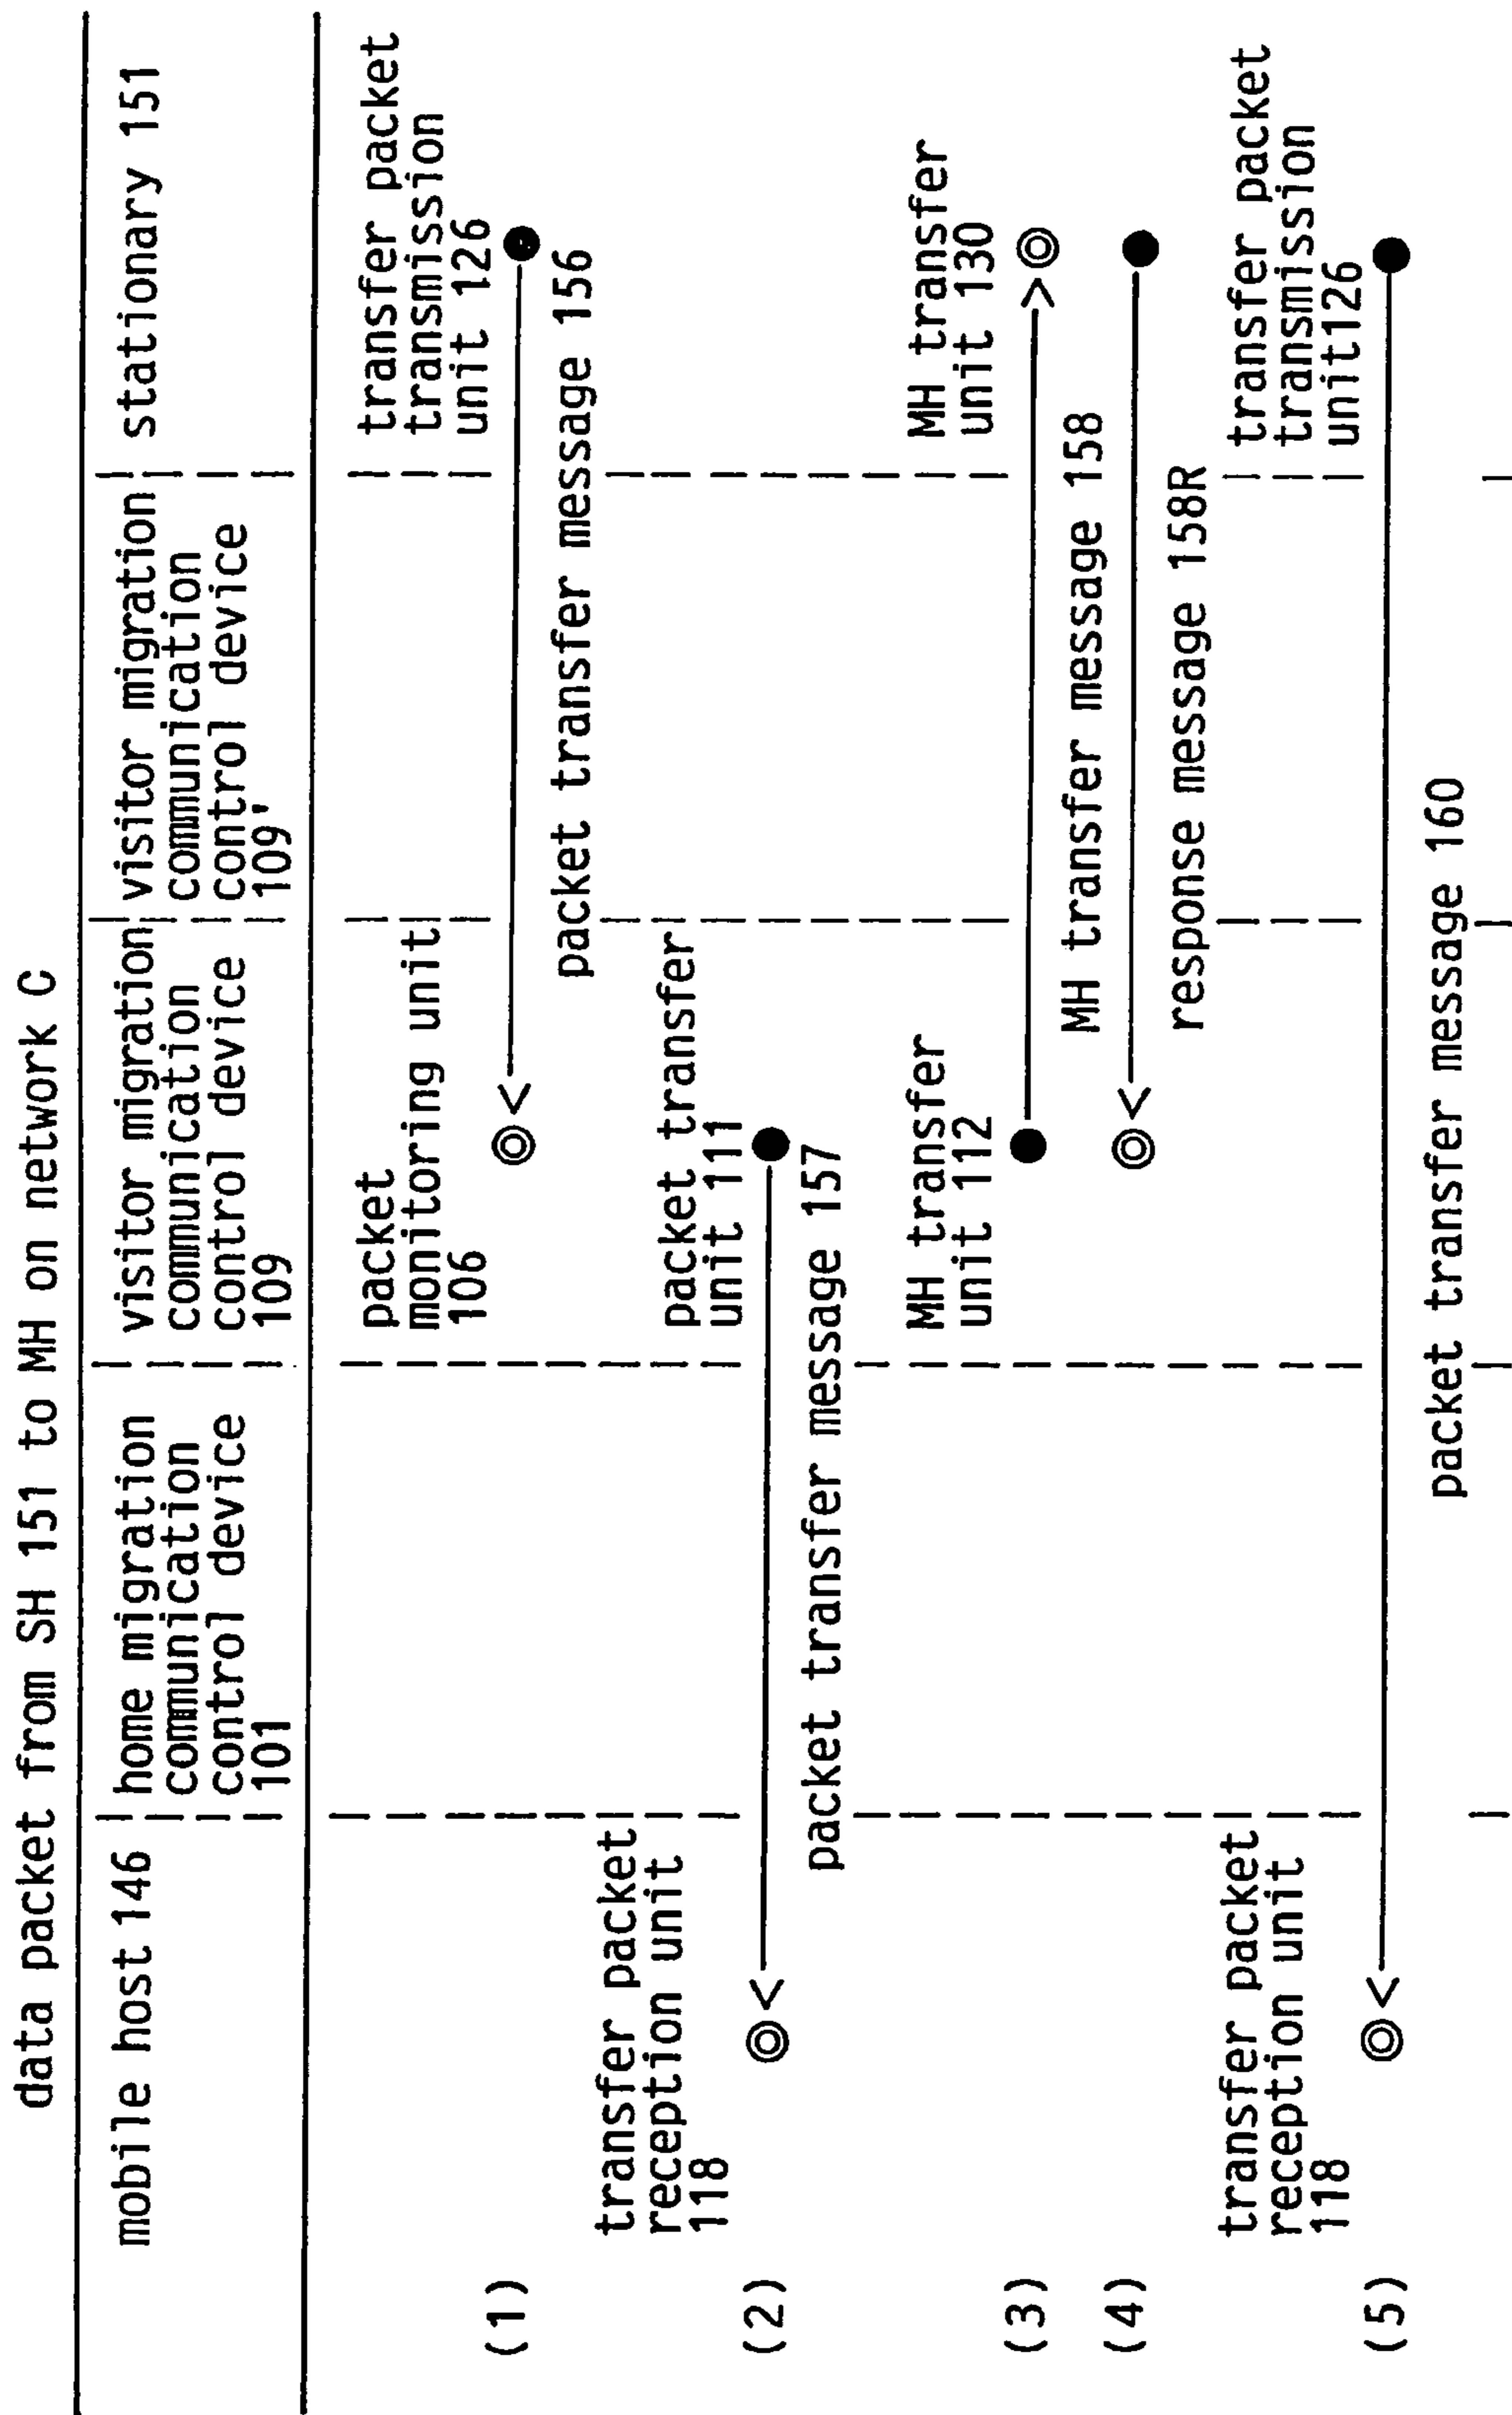 data packet from SH 151 to MH on network C
mobile host 146
home migration
communication
control device
101
visitor migration
communication
control device
109
visitor migration
communication
control device
109'
stationary 151
(1)
packet
monitoring unit
106
transfer packet
transmission
unit 126
packet transfer message 156
(2)
transfer packet
reception unit
118
packet transfer
unit 111
packet transfer message 157
(3)
MH transfer
unit 112
MH transfer
unit 130
MH transfer message 158
(4)
response message 158R
(5)
transfer packet
reception unit
118
transfer packet
transmission
unit126
packet transfer message 160